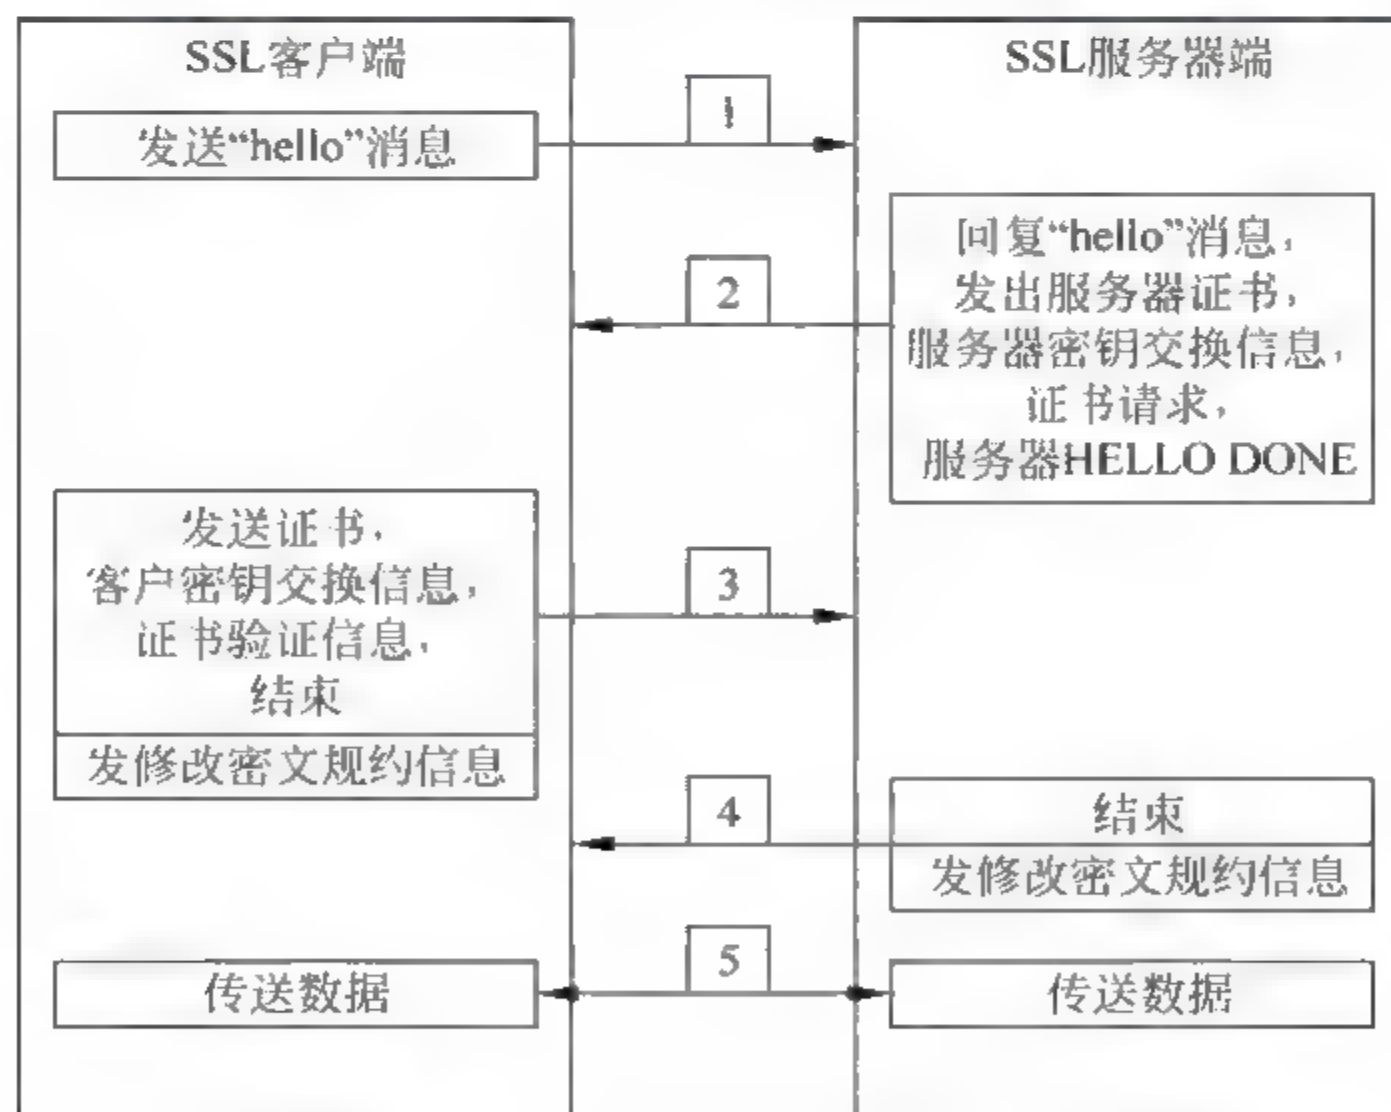 SSL客户端
SSL服务器端
发送“hello”消息
1
回复“hello”消息,
发出服务器证书,
服务器密钥交换信息,
证书请求,
服务器HELLO DONE
2
发送证书,
客户密钥交换信息,
证书验证信息,
结束
发修改密文规约信息
3
4
结束
发修改密文规约信息
传送数据
5
传送数据